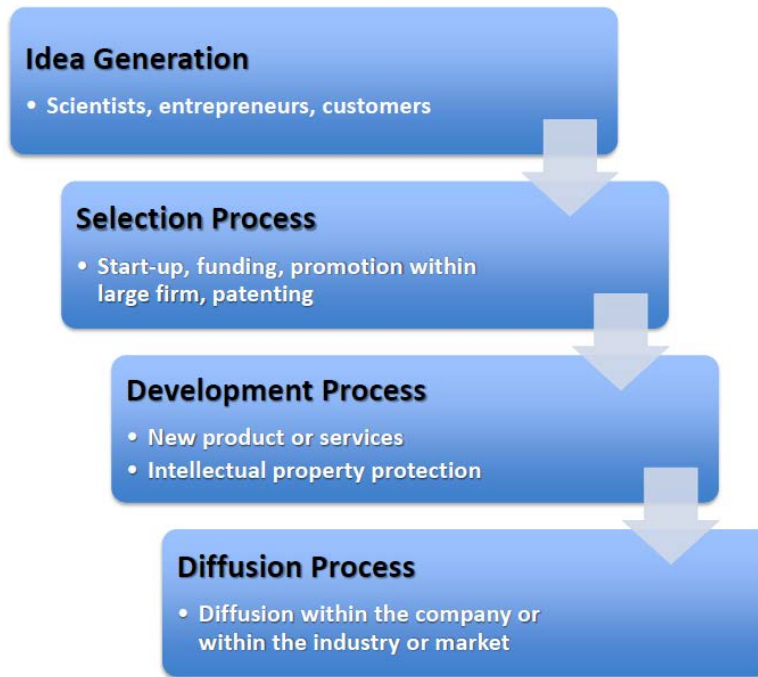 Idea Generation
• Scientists, entrepreneurs, customers
Selection Process
• Start-up, funding, promotion within
large firm, patenting
Development Process
• New product or services
• Intellectual property protection
Diffusion Process
• Diffusion within the company or
within the industry or market